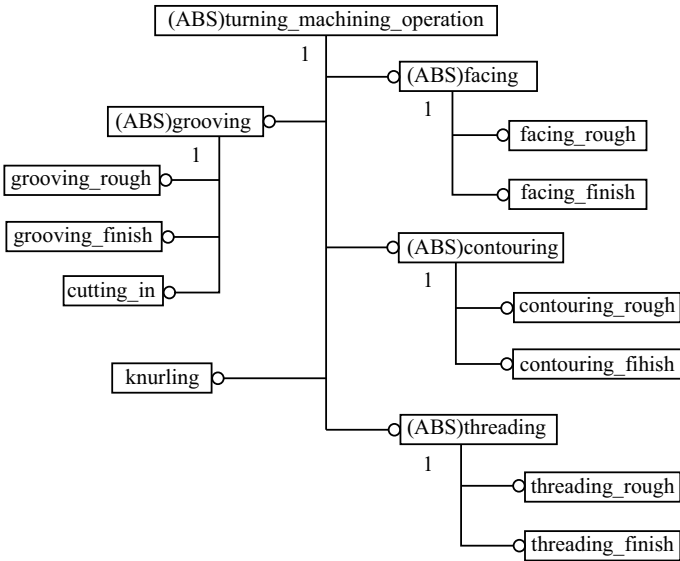 (ABS)turning_machining_operation
1
(ABS)facing
1
facing_rough
facing_finish
(ABS)grooving
1
grooving_rough
grooving_finish
cutting_in
(ABS)contouring
1
contouring_rough
contouring_fihish
knurling
(ABS)threading
1
threading_rough
threading_finish